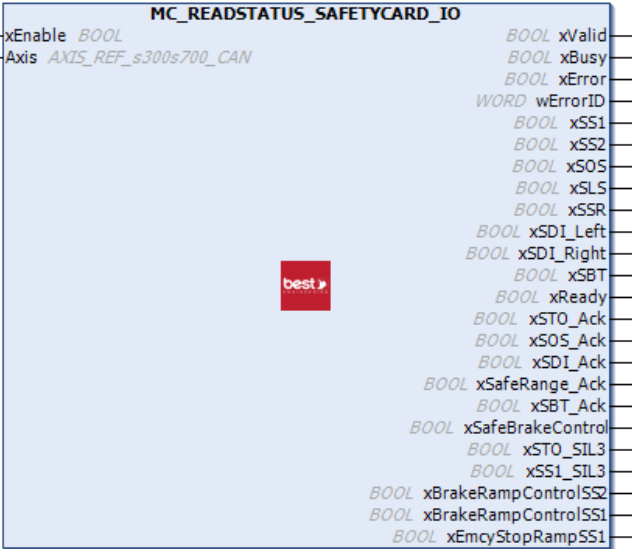 MC_READSTATUS_SAFETYCARD_IO
xEnable BOOL BOOL xValid
Axis AXIS_REF_s300s700_CAN BOOL xBusy
BOOL xError
WORD wErrorID
BOOL xSS1
BOOL xSS2
BOOL xSOS
BOOL xSLS
BOOL xSSR
BOOL xSDI_Left
BOOL xSDI_Right
BOOL xSBT
best
BOOL xReady
BOOL xSTO_Ack
BOOL xSOS_Ack
BOOL xSDI_Ack
BOOL xSafeRange_Ack
BOOL xSBT_Ack
BOOL xSafeBrakeControl
BOOL xSTO_SIL3
BOOL xSS1_SIL3
BOOL xBrakeRampControlSS2
BOOL xBrakeRampControlSS1
BOOL xEmcyStopRampSS1